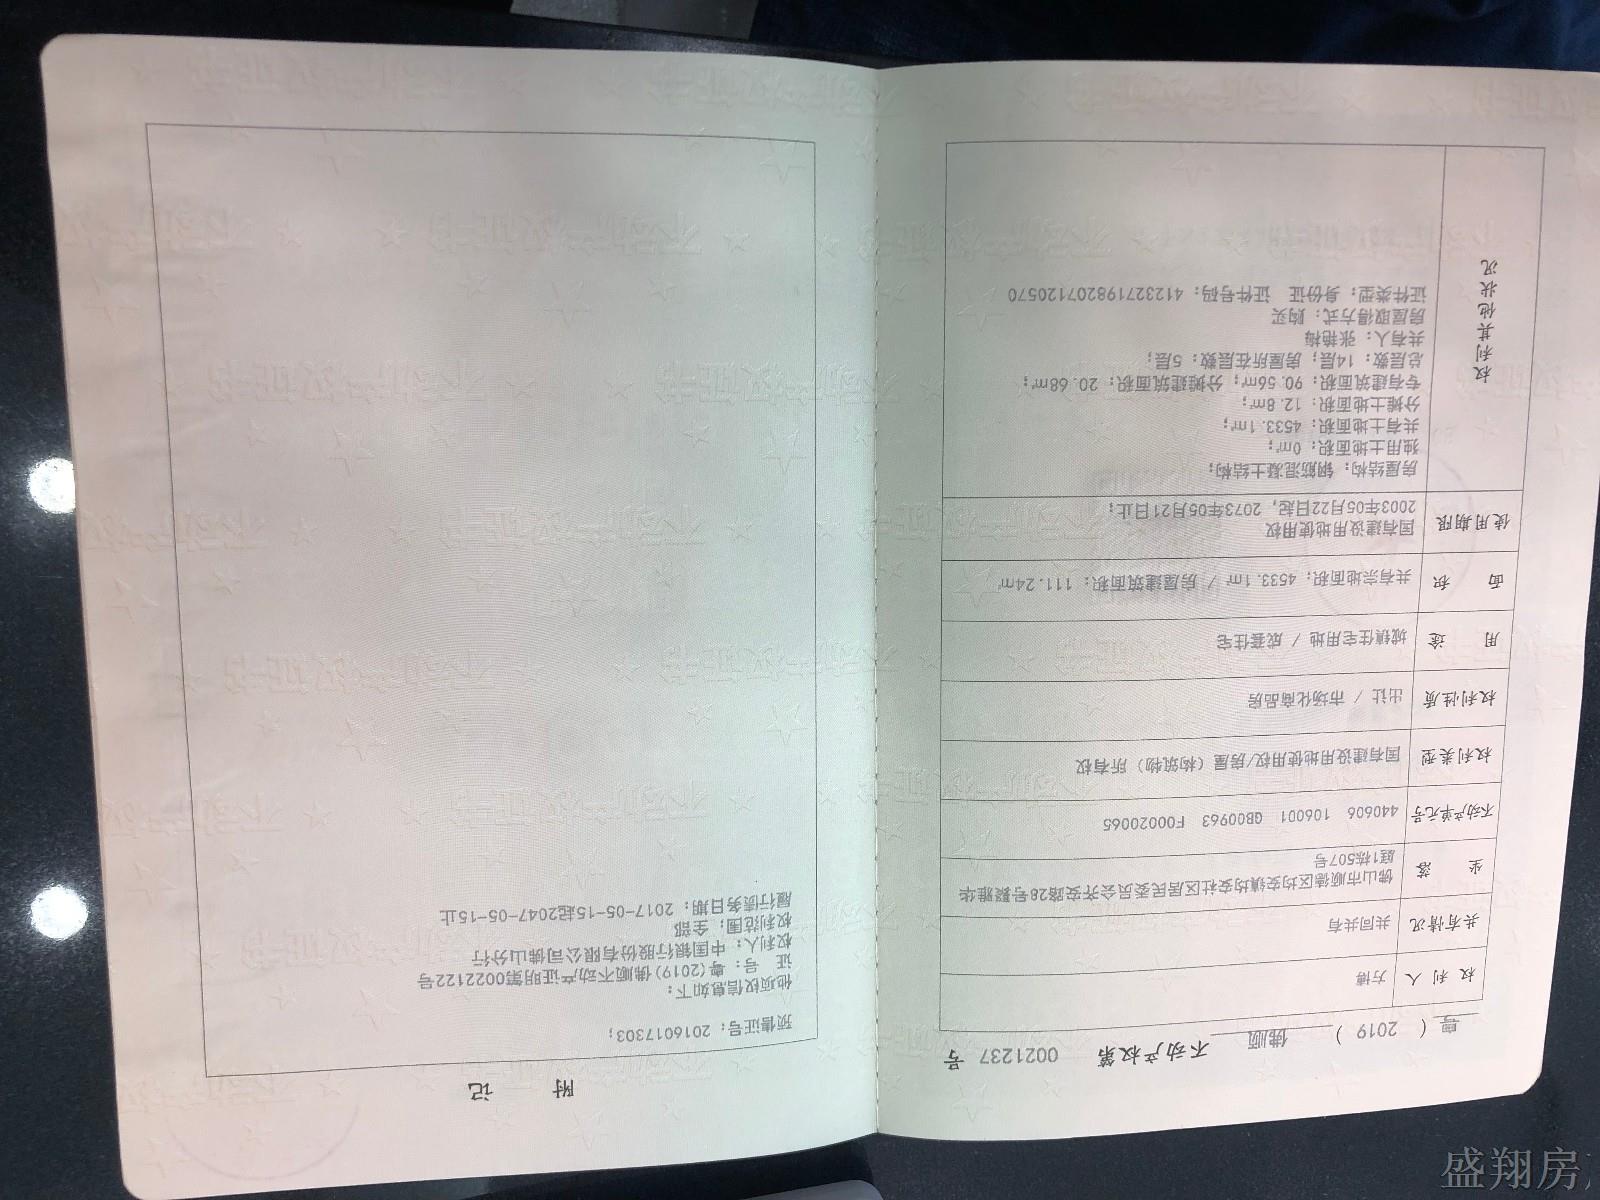 粤 ( 2019 ) 佛顺 不动产权第 0021237 号
权利人 方博
共有情况 共同共有
坐落 佛山市顺德区均安镇均安社区居民委员会齐安路28号聚雅华
庭1栋507号
不动产单元号 440606 106001 GB00963 F00020065
权利类型 国有建设用地使用权/房屋(构筑物)所有权
权利性质 出让 / 市场化商品房
用途 城镇住宅用地 / 成套住宅
面积 共有宗地面积: 4533.1㎡ / 房屋建筑面积: 111.24㎡
使用期限 国有建设用地使用权
2003年05月22日起, 2073年05月21日止;
权利其他状况 房屋结构: 钢筋混凝土结构;
独用土地面积: 0㎡;
共有土地面积: 4533.1㎡;
分摊土地面积: 12.8㎡;
专有建筑面积: 90.56㎡; 分摊建筑面积: 20.68㎡;
总层数: 14层; 房屋所在层数: 5层;
共有人: 张艳梅
房屋取得方式: 购买
证件类型: 身份证 证件号码: 412327198207120570
附 记
预售证号: 2016017303;
他项权信息如下:
证 号: 粤(2019)佛顺不动产证明第0022122号
权利人: 中国银行股份有限公司佛山分行
权利范围: 全部
履行债务日期: 2017-05-15起2047-05-15止
盛翔房